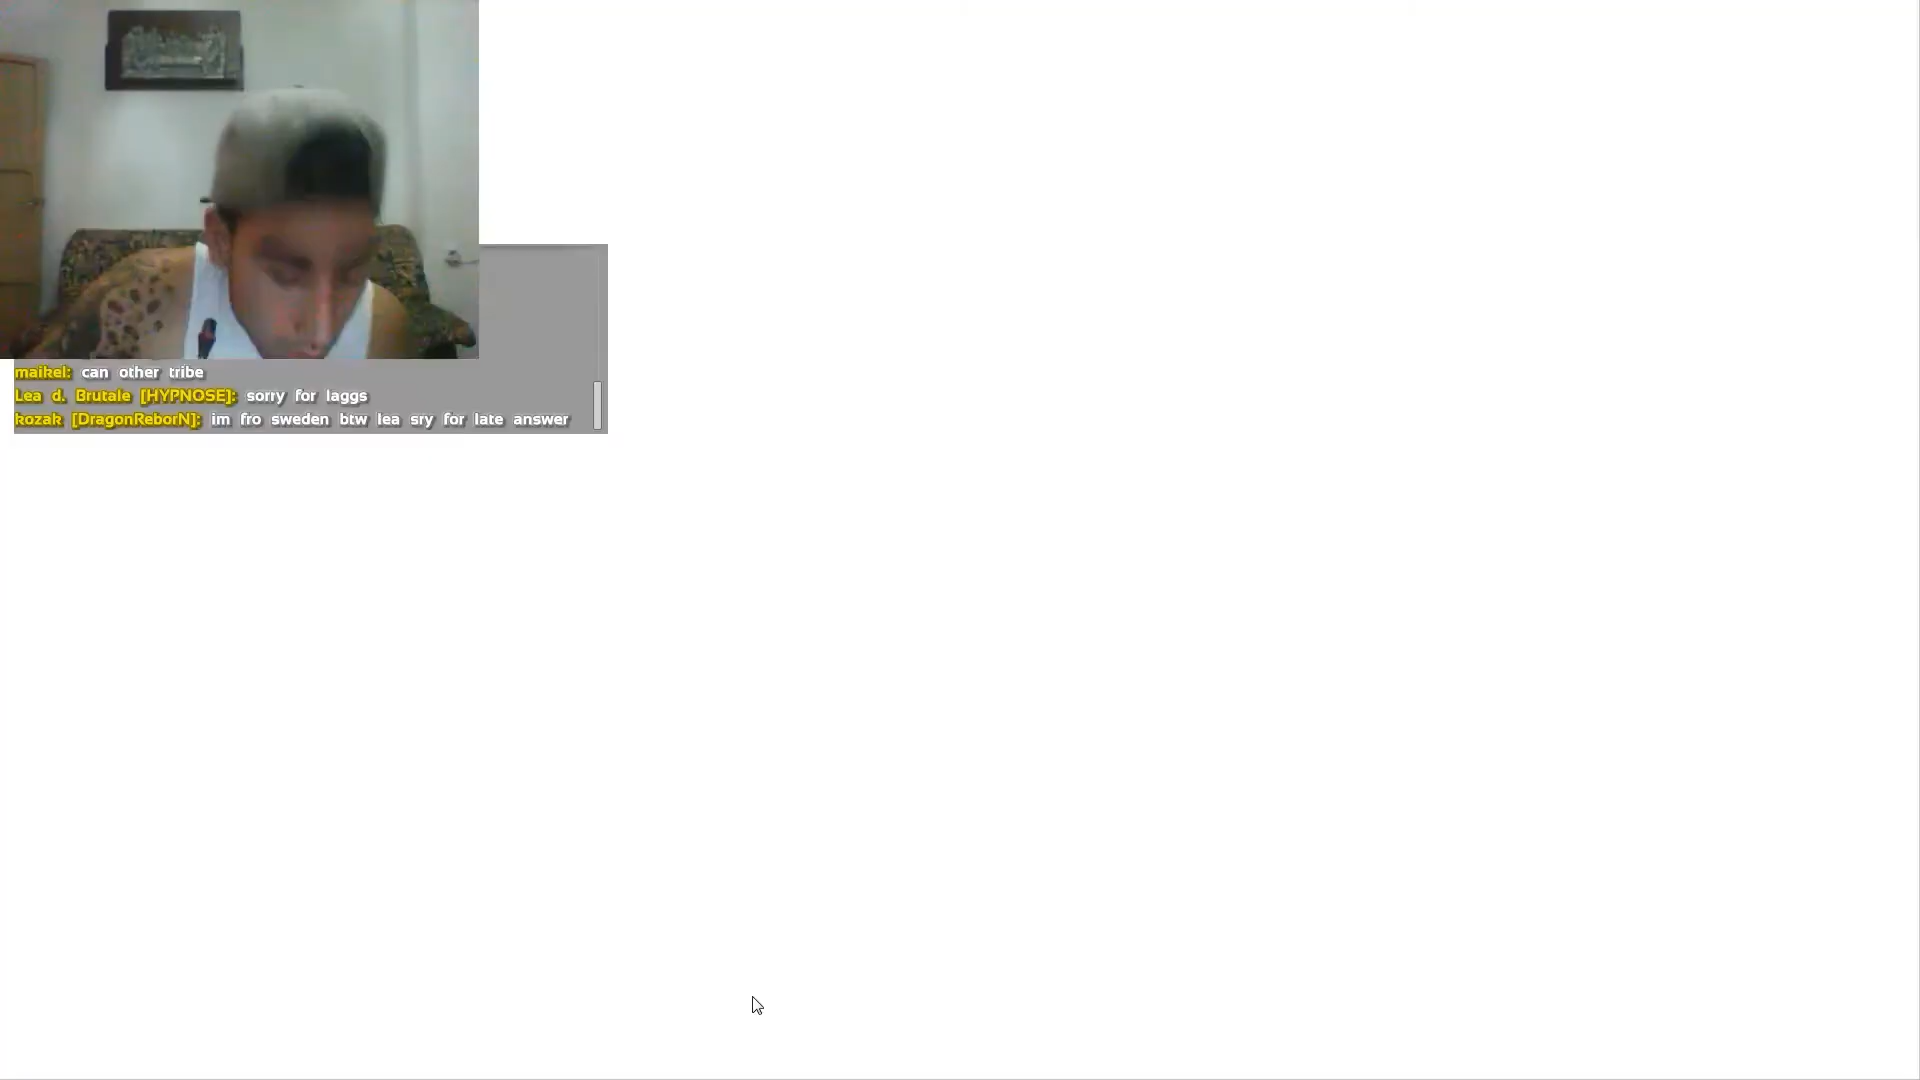 maikel: can other tribe
Lea d. Brutale [HYPNOSE]: sorry for laggs
kozak [DragonReborN]: im fro sweden btw lea sry for late answer